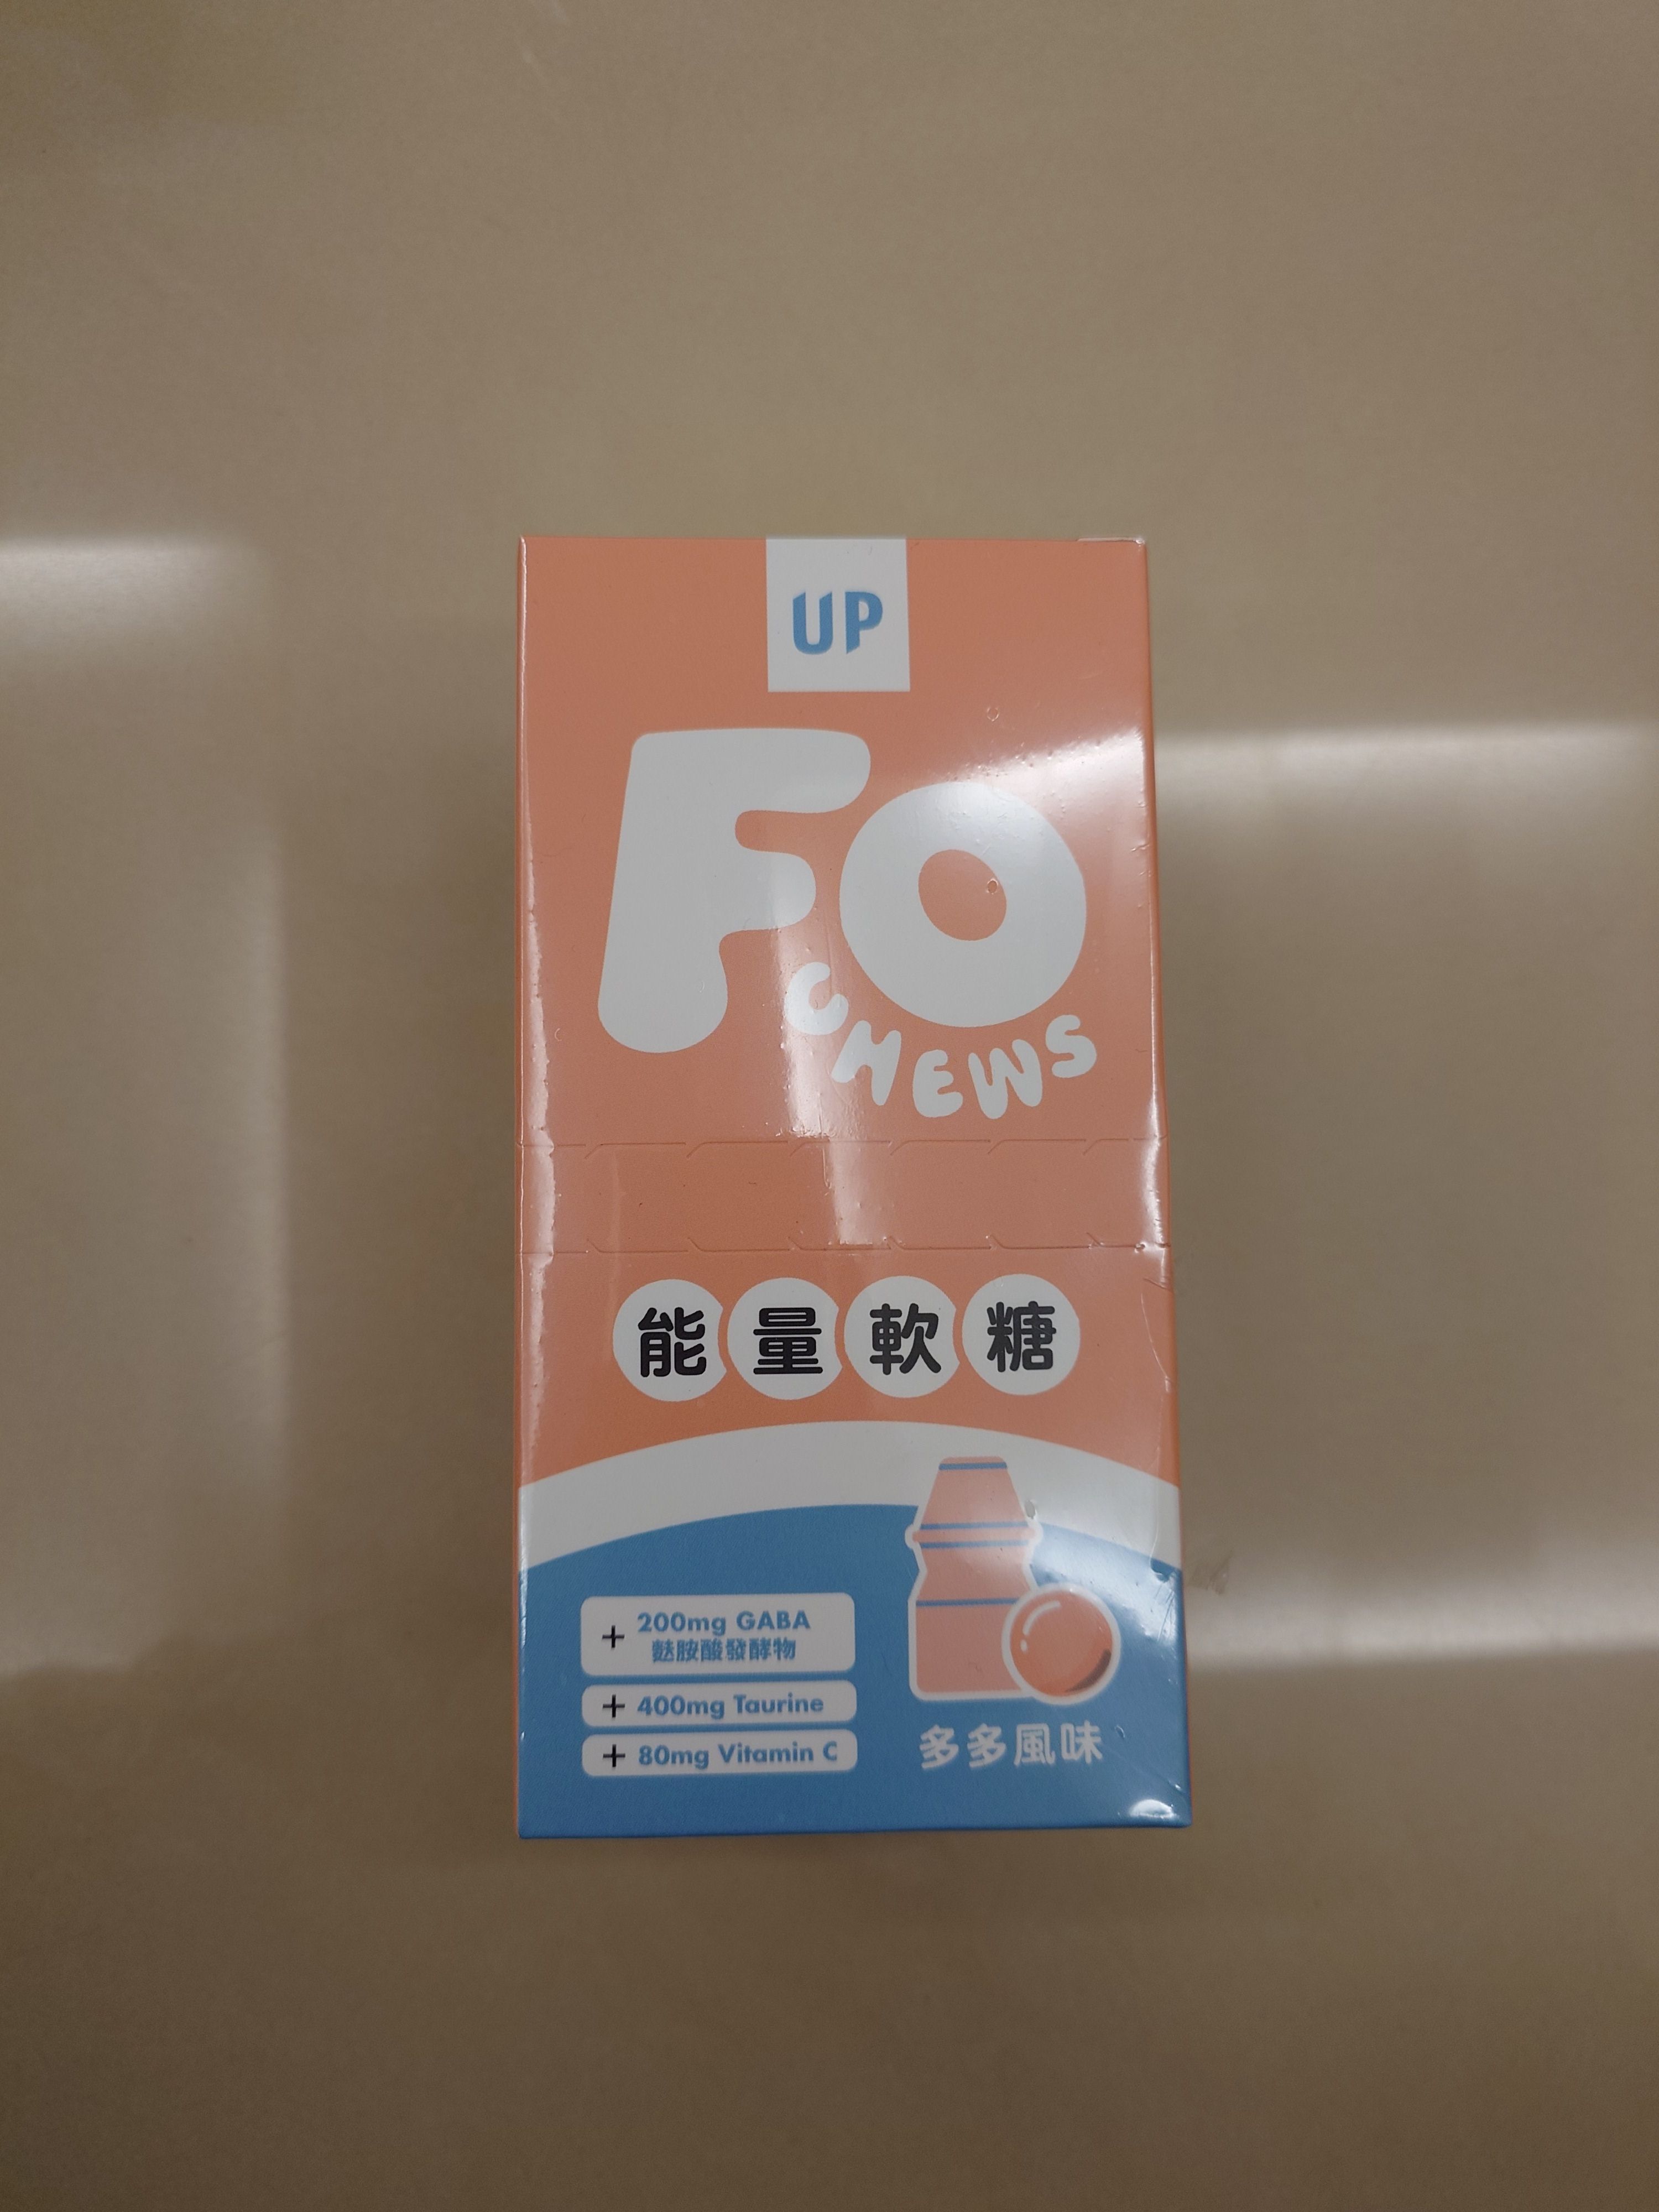 UP
FO
CHEWS
能量軟糖
+ 200mg GABA
麩胺酸發酵物
+ 400mg Taurine
+ 80mg Vitamin C
多多風味